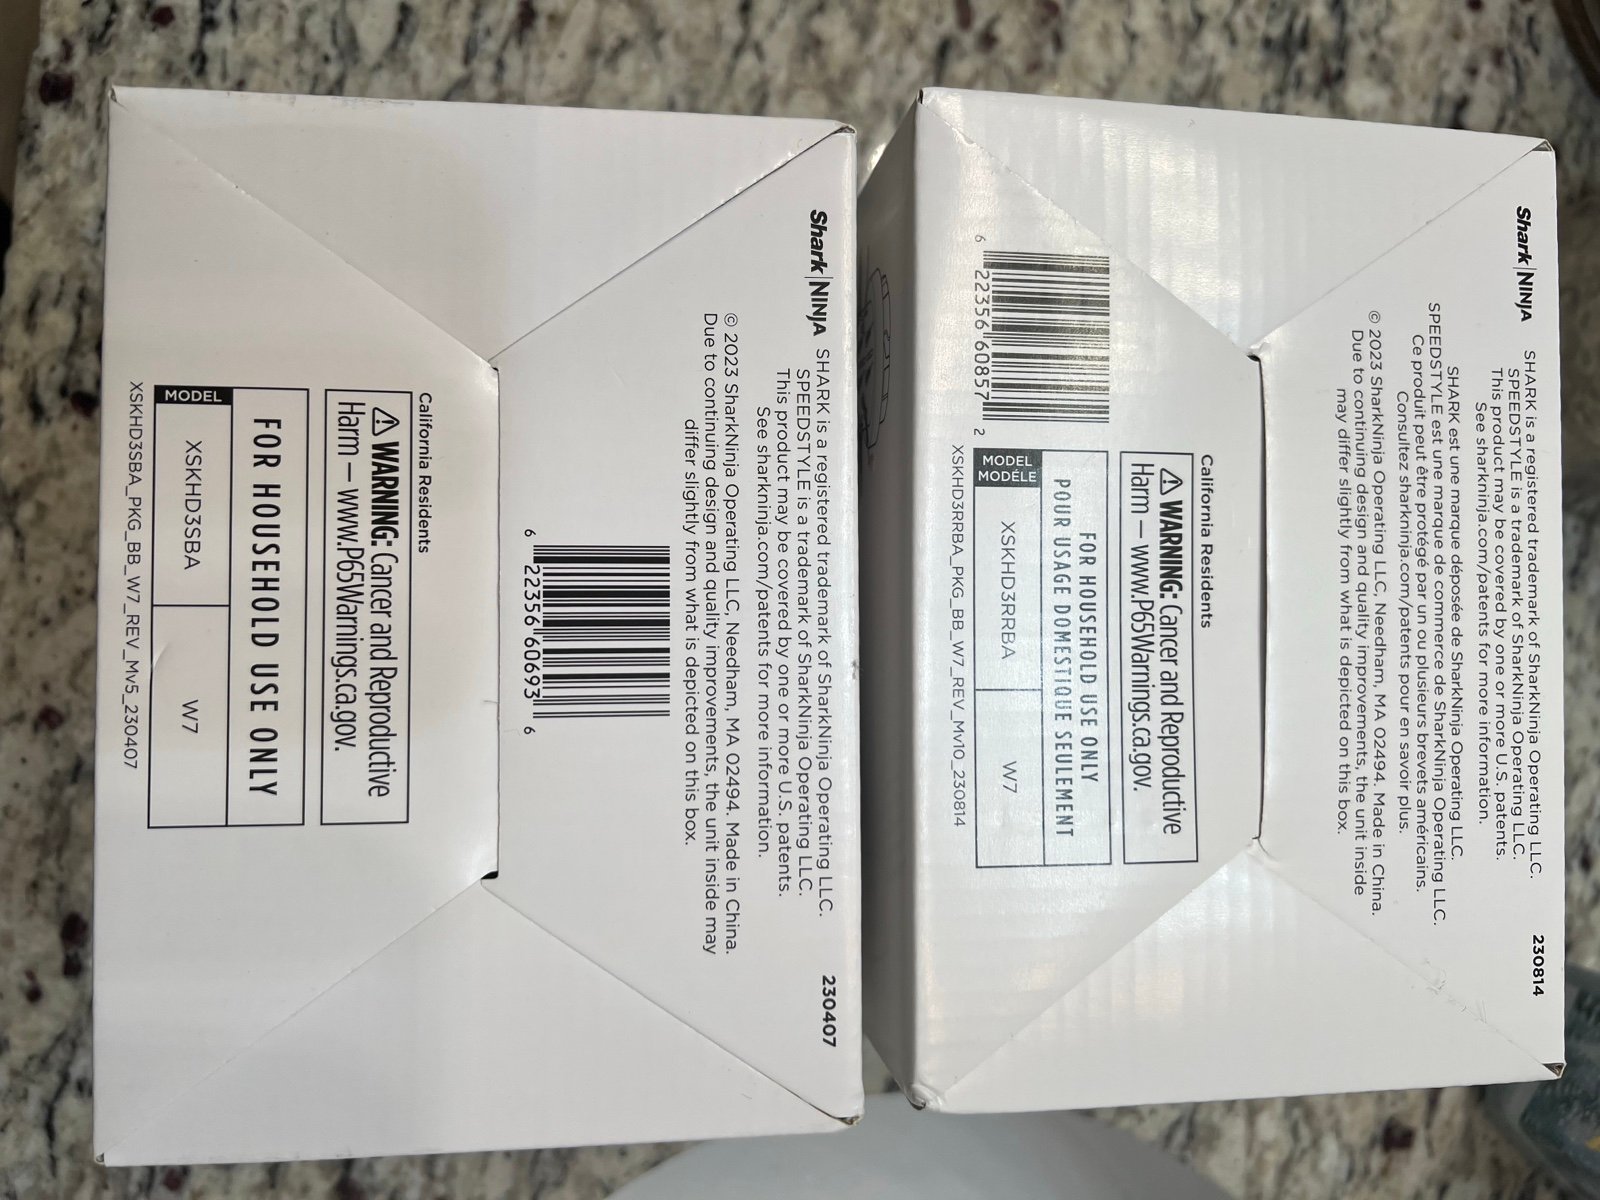 Shark | NINJA
SHARK is a registered trademark of SharkNinja Operating LLC.
SPEEDSTYLE is a trademark of SharkNinja Operating LLC.
This product may be covered by one or more U.S. patents.
See sharkninja.com/patents for more information.
© 2023 SharkNinja Operating LLC, Needham, MA 02494. Made in China.
Due to continuing design and quality improvements, the unit inside may
differ slightly from what is depicted on this box.
230407
6 22356 60693 6
California Residents
⚠ WARNING: Cancer and Reproductive
Harm – www.P65Warnings.ca.gov.
FOR HOUSEHOLD USE ONLY
MODEL
XSKHD3SBA
W7
XSKHD3SBA_PKG_BB_W7_REV_Mv5_230407
Shark | NINJA
SHARK is a registered trademark of SharkNinja Operating LLC.
SPEEDSTYLE is a trademark of SharkNinja Operating LLC.
This product may be covered by one or more U.S. patents.
See sharkninja.com/patents for more information.
SHARK est une marque déposée de SharkNinja Operating LLC.
SPEEDSTYLE est une marque de commerce de SharkNinja Operating LLC.
Ce produit peut être protégé par un ou plusieurs brevets américains.
Consultez sharkninja.com/patents pour en savoir plus.
© 2023 SharkNinja Operating LLC, Needham, MA 02494. Made in China.
Due to continuing design and quality improvements, the unit inside
may differ slightly from what is depicted on this box.
230814
California Residents
⚠ WARNING: Cancer and Reproductive
Harm – www.P65Warnings.ca.gov.
6 22356 60857 2
FOR HOUSEHOLD USE ONLY
POUR USAGE DOMESTIQUE SEULEMENT
MODEL
MODÈLE
XSKHD3RRBA
W7
XSKHD3RRBA_PKG_BB_W7_REV_Mv10_230814